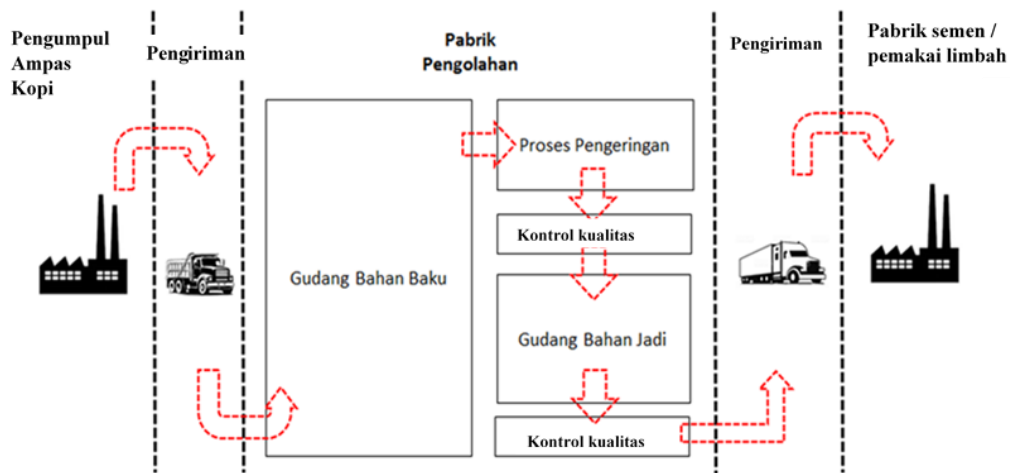 Pengumpul
Ampas
Kopi
Pengiriman
Pabrik
Pengolahan
Pengiriman
Pabrik semen /
pemakai limbah
Gudang Bahan Baku
Proses Pengeringan
Kontrol kualitas
Gudang Bahan Jadi
Kontrol kualitas